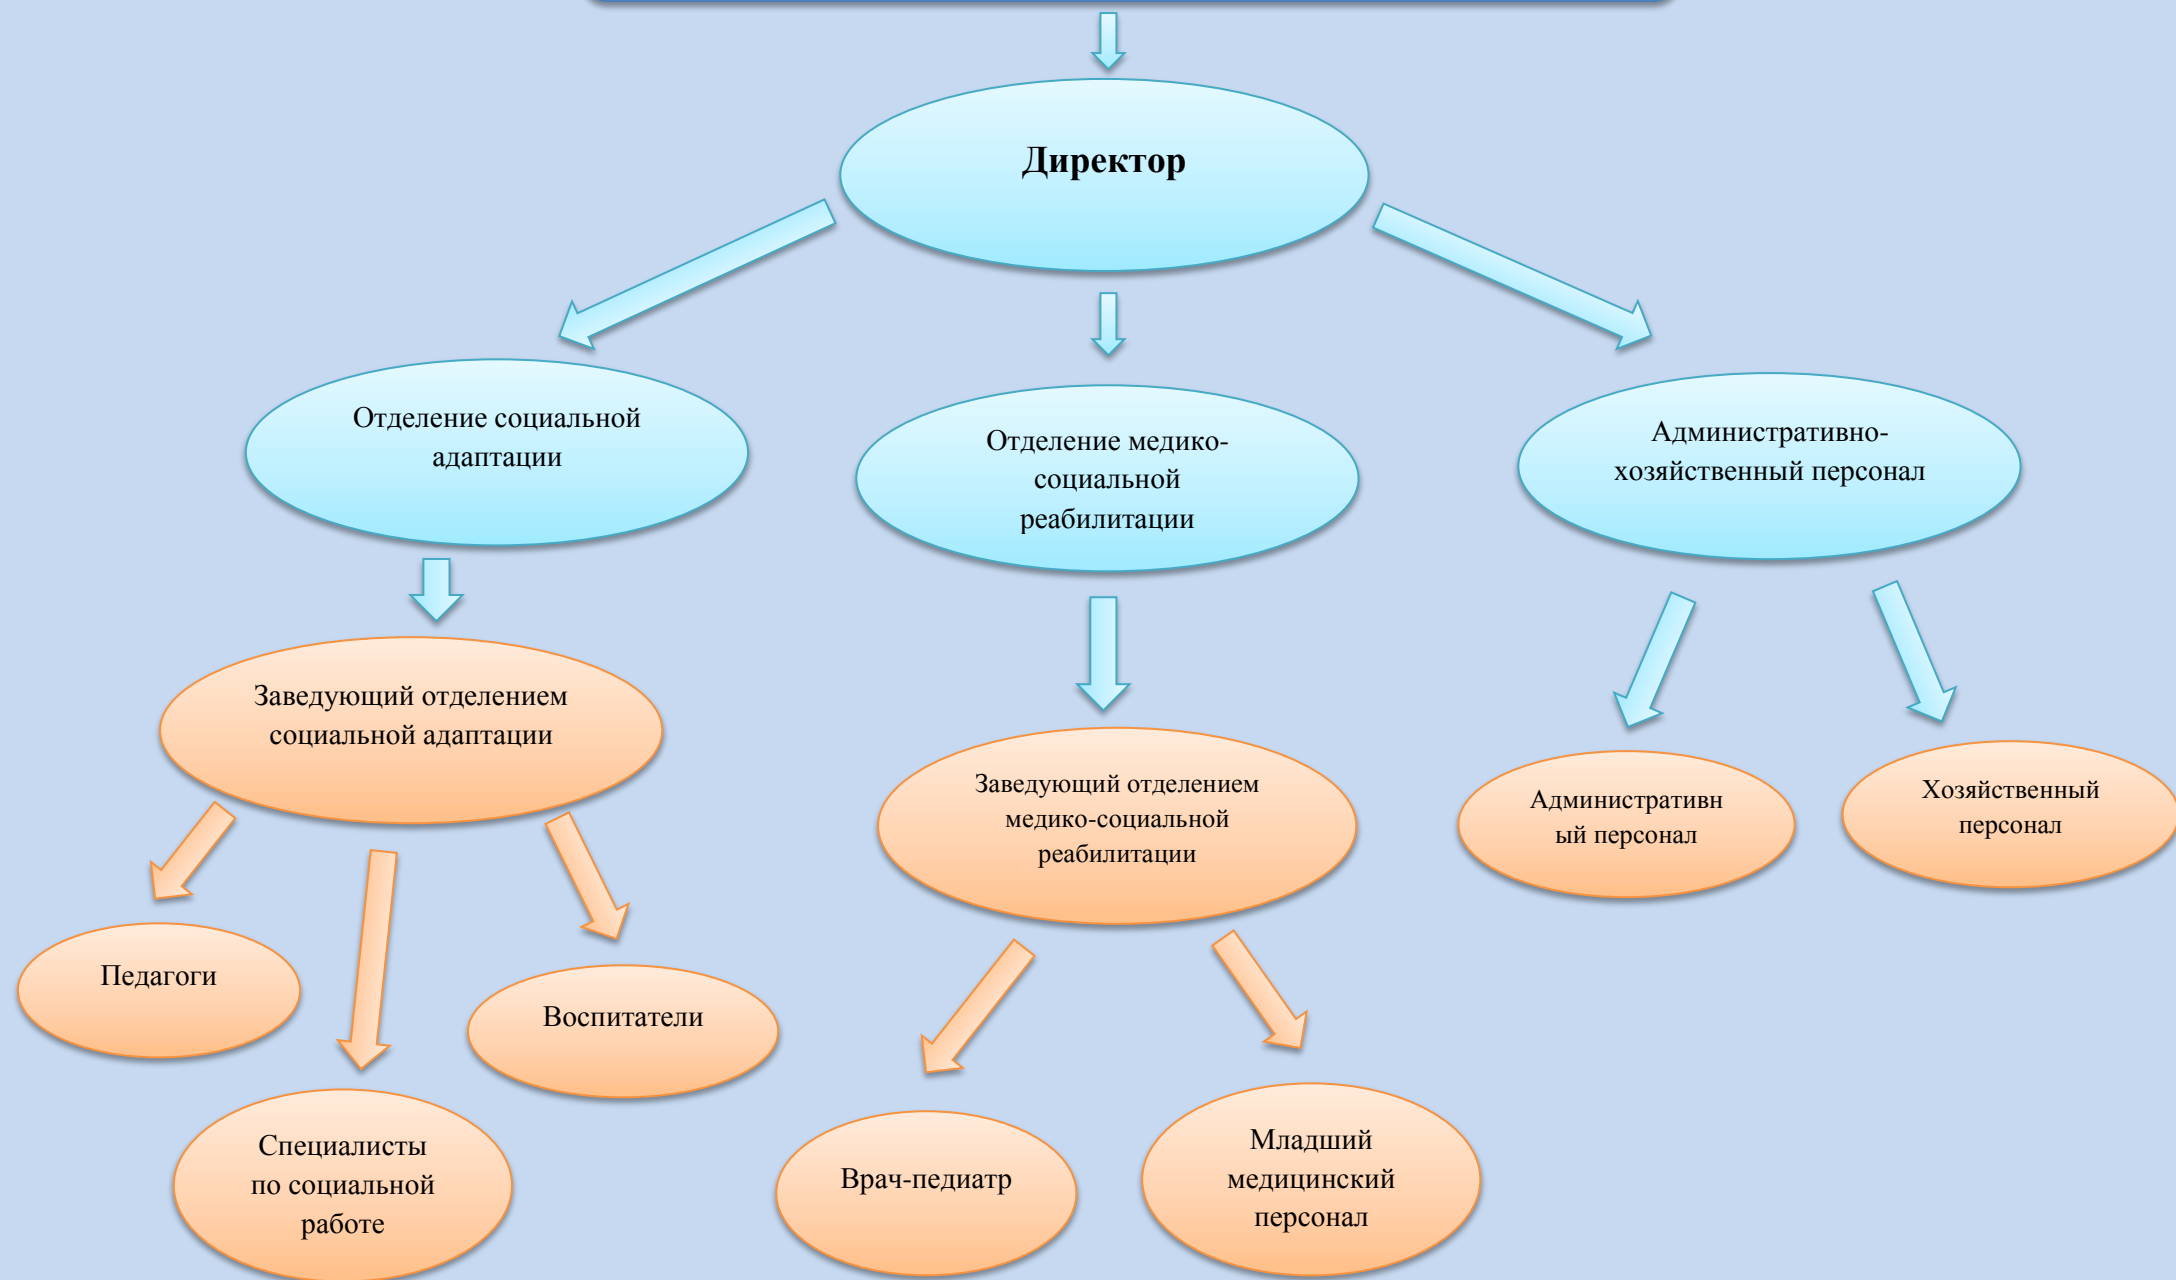 Директор
Отделение социальной
адаптации
Отделение медико-
социальной
реабилитации
Административно-
хозяйственный персонал
Заведующий отделением
социальной адаптации
Заведующий отделением
медико-социальной
реабилитации
Административн
ый персонал
Хозяйственный
персонал
Педагоги
Воспитатели
Специалисты
по социальной
работе
Врач-педиатр
Младший
медицинский
персонал